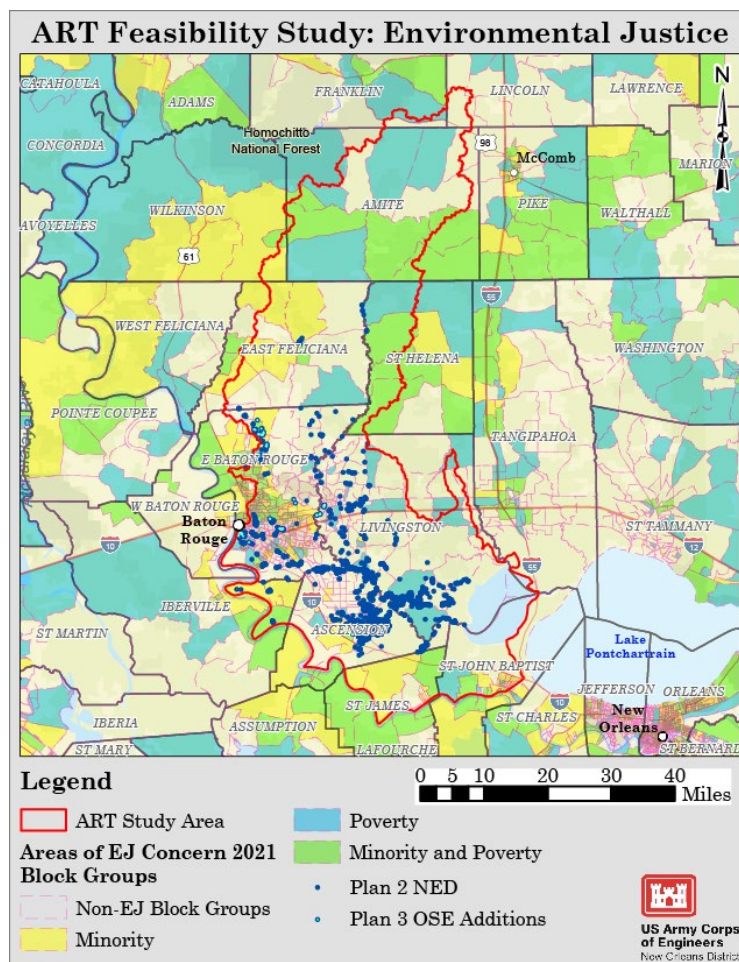 ART Feasibility Study: Environmental Justice
CATAHOULA
ADAMS
FRANKLIN
LINCOLN
LAWRENCE
N
CONCORDIA
Homochitto
National Forest
98
McComb
MARION
AVOYELLES
WILKINSON
AMITE
PIKE
WALTHALL
61
55
WEST FELICIANA
EAST FELICIANA
ST HELENA
WASHINGTON
POINTE COUPEE
TANGIPAHOA
E BATON ROUGE
W BATON ROUGE
Baton
Rouge
LIVINGSTON
ST TAMMANY
10
12
55
IBERVILLE
10
ST MARTIN
ASCENSION
Lake
Pontchartrain
ST JOHN BAPTIST
JEFFERSON
ORLEANS
ST JAMES
10
IBERIA
ASSUMPTION
ST CHARLES
New
Orleans
ST MARY
LAFOURCHE
ST BERNARD
Legend
0 5 10 20 30 40
Miles
ART Study Area
Areas of EJ Concern 2021
Block Groups
Non-EJ Block Groups
Minority
Poverty
Minority and Poverty
Plan 2 NED
Plan 3 OSE Additions
US Army Corps
of Engineers
New Orleans District